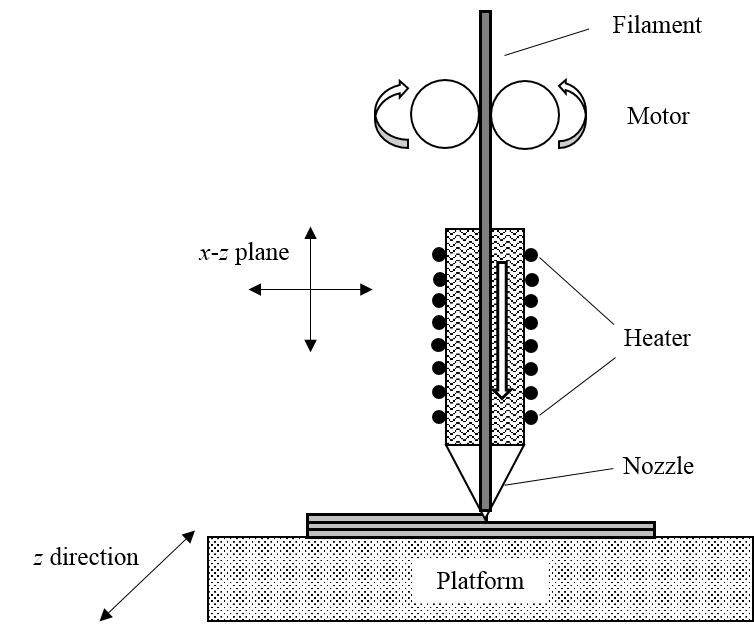 Filament
Motor
x-z plane
Heater
Nozzle
z direction
Platform